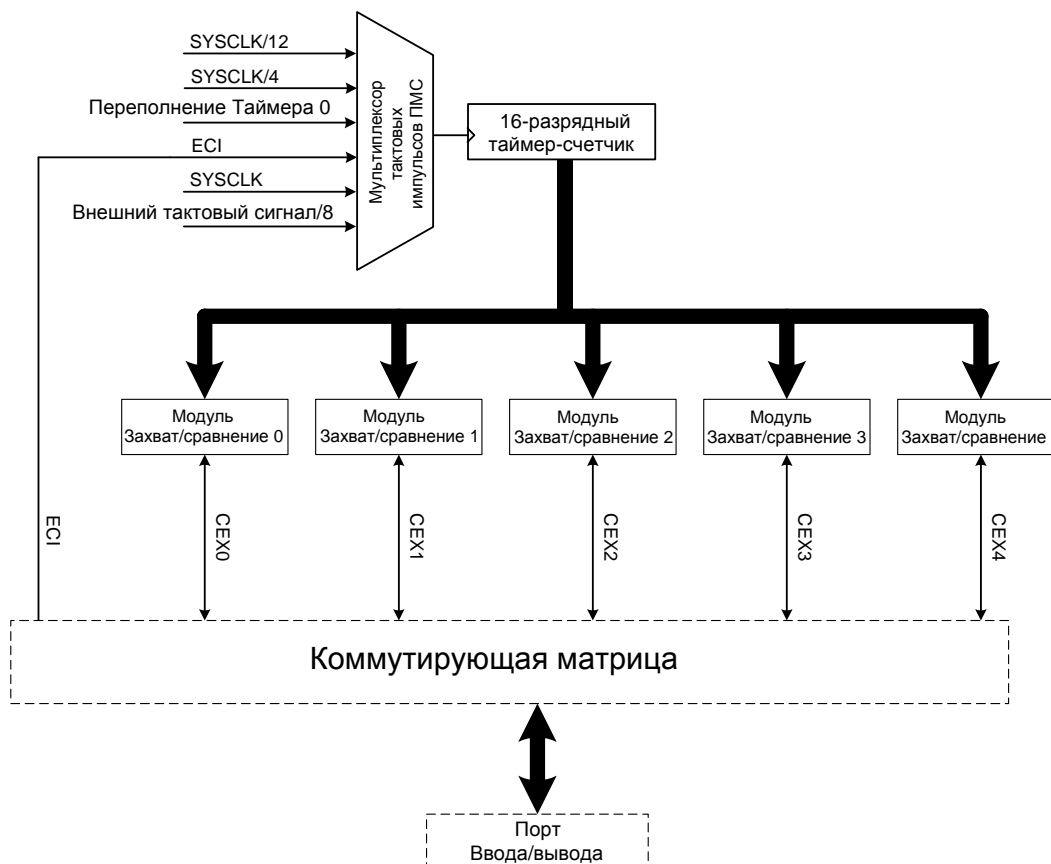 SYSCLK/12
SYSCLK/4
Переполнение Таймера 0
ECI
SYSCLK
Внешний тактовый сигнал/8
Мультиплексор
тактовых
импульсов ПМС
16-разрядный
таймер-счетчик
Модуль
Захват/сравнение 0
Модуль
Захват/сравнение 1
Модуль
Захват/сравнение 2
Модуль
Захват/сравнение 3
Модуль
Захват/сравнение
ECI
CEX0
CEX1
CEX2
CEX3
CEX4
Коммутирующая матрица
Порт
Ввода/вывода